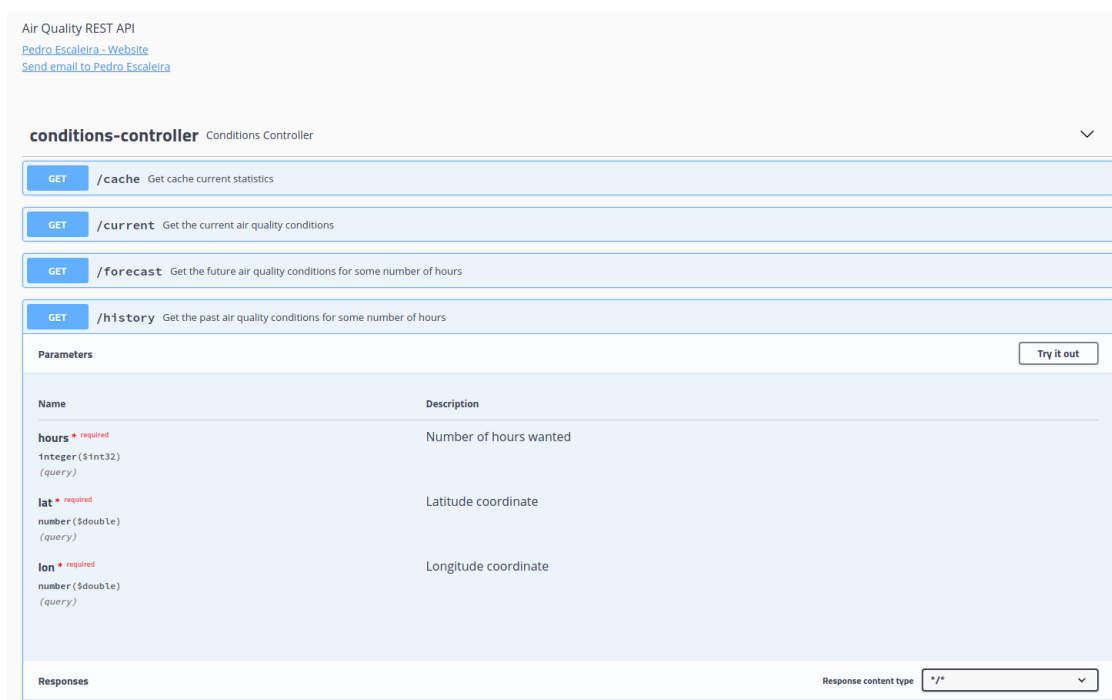 Air Quality REST API
Pedro Escaleira - Website
Send email to Pedro Escaleira
conditions-controller Conditions Controller
GET /cache Get cache current statistics
GET /current Get the current air quality conditions
GET /forecast Get the future air quality conditions for some number of hours
GET /history Get the past air quality conditions for some number of hours
Parameters Try it out
Name Description
hours * required Number of hours wanted
integer($int32)
(query)
lat * required Latitude coordinate
number($double)
(query)
lon * required Longitude coordinate
number($double)
(query)
Responses Response content type */*